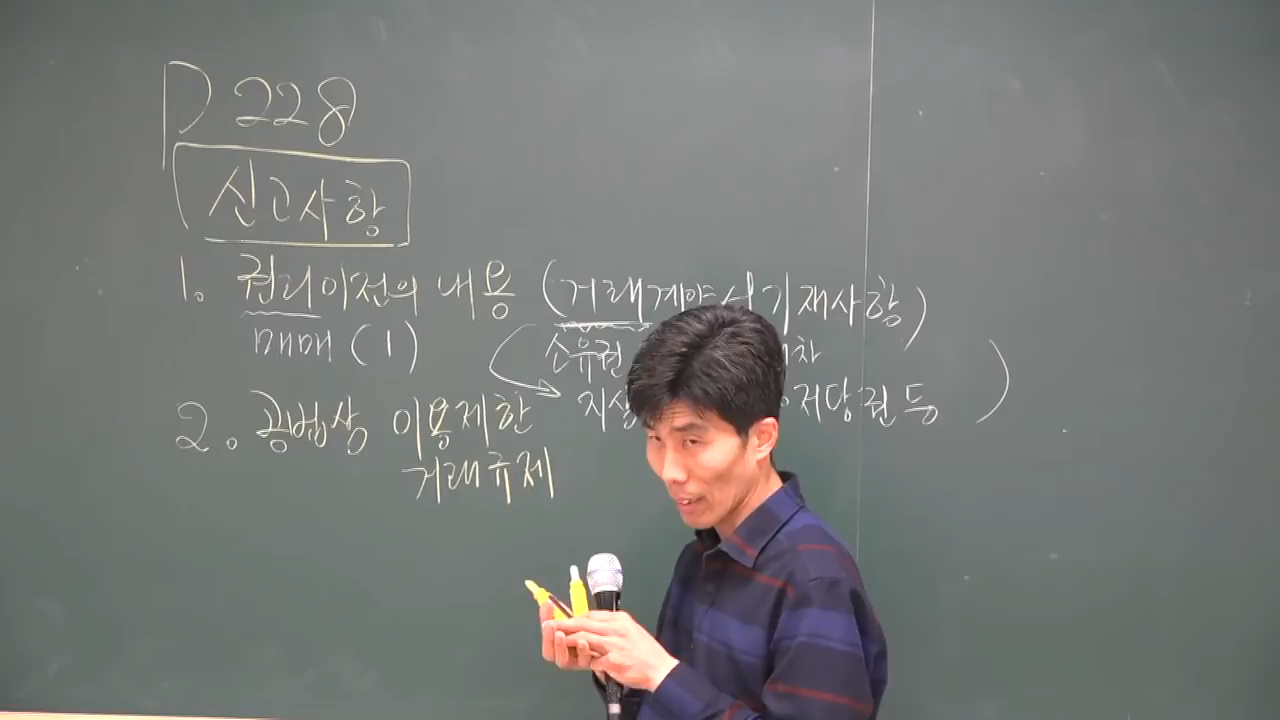 P 228
신고사항
1. 권리이전의 내용 (거래계약서기재사항)
매매 (1)
소유권 차
지상 저당권 등 )
2. 공법상 이용제한
거래규제